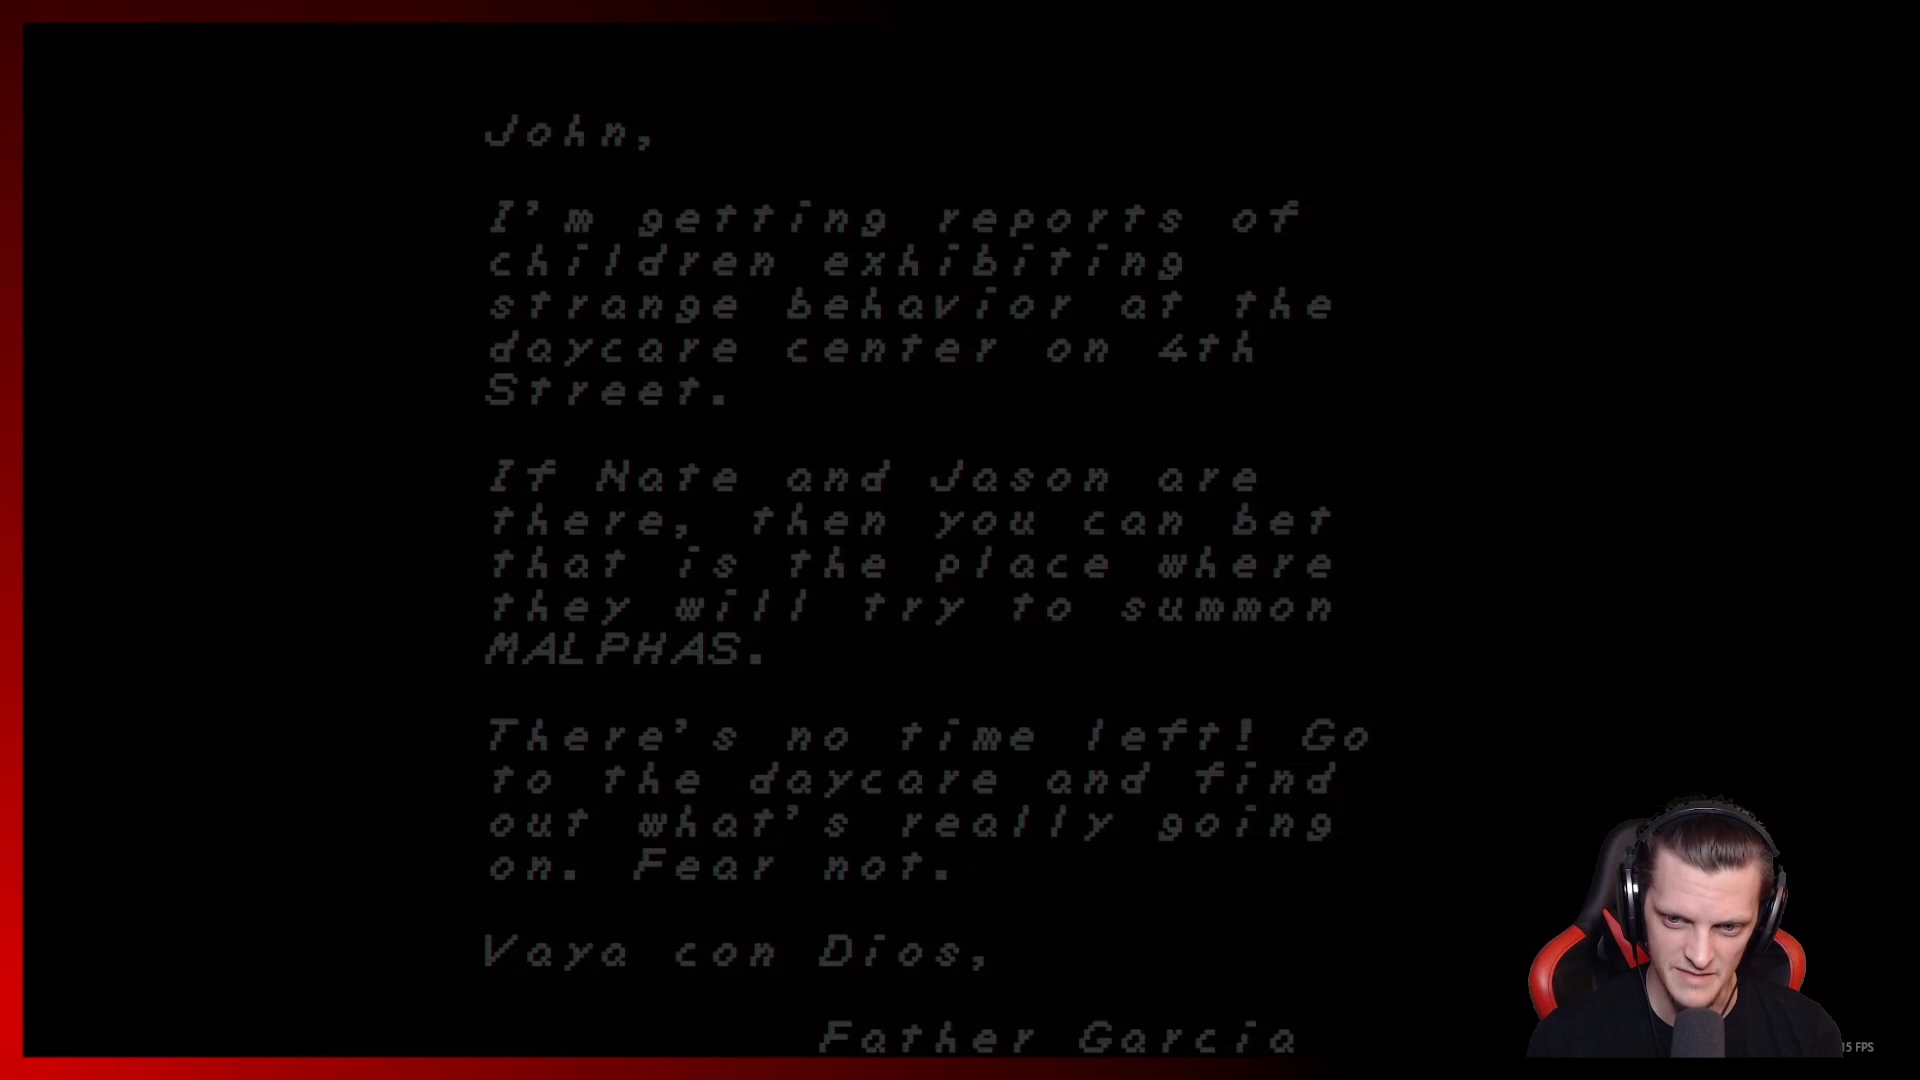 John,
I'm getting reports of
children exhibiting
strange behavior at the
daycare center on 4th
Street.
If Nate and Jason are
there, then you can bet
that is the place where
they will try to summon
MALPHAS.
There's no time left! Go
to the daycare and find
out what's really going
on. Fear not.
Vaya con Dios,
Father Garcia
15 FPS